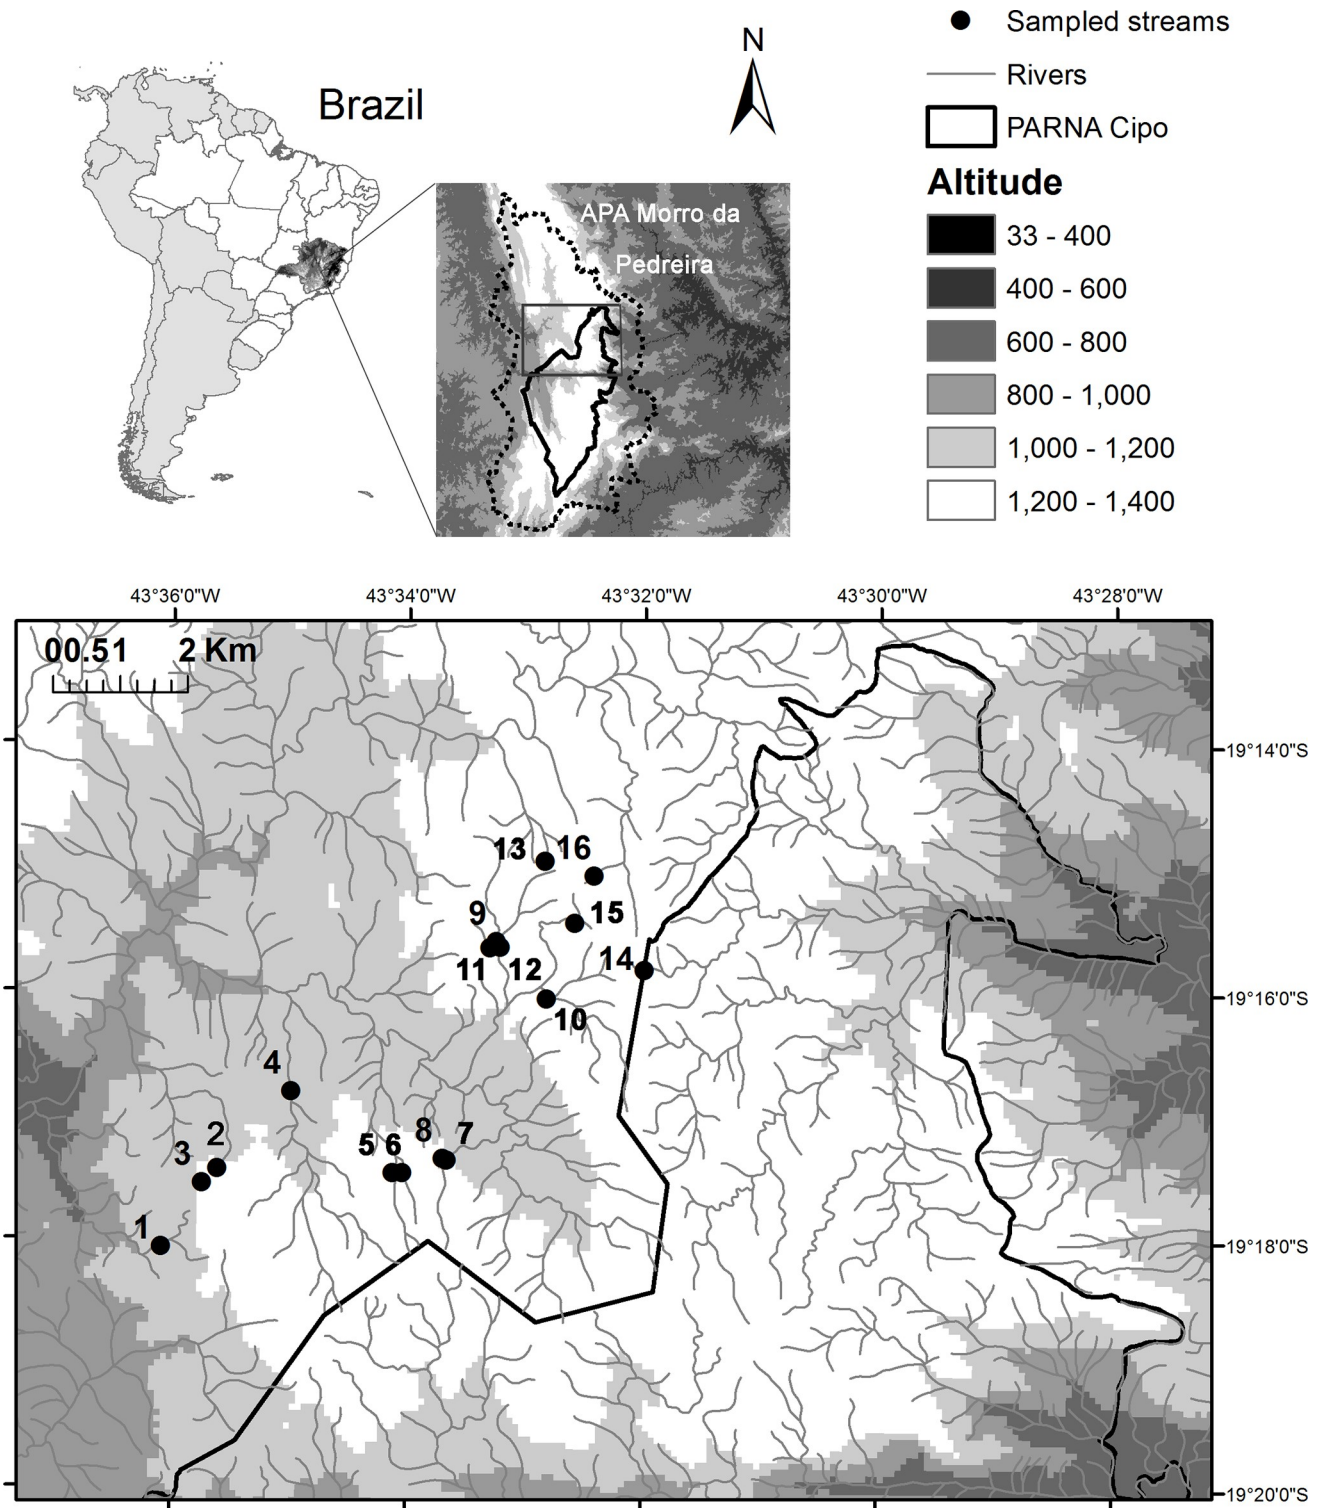 Brazil
N
APA Morro da
Pedreira
Sampled streams
Rivers
PARNA Cipo
Altitude
33 - 400
400 - 600
600 - 800
800 - 1,000
1,000 - 1,200
1,200 - 1,400
43°36'0"W
43°34'0"W
43°32'0"W
43°30'0"W
43°28'0"W
00.51 2 Km
19°14'0"S
13
16
9
15
11
12
14
19°16'0"S
10
4
5
6
8
7
3
2
1
19°18'0"S
19°20'0"S